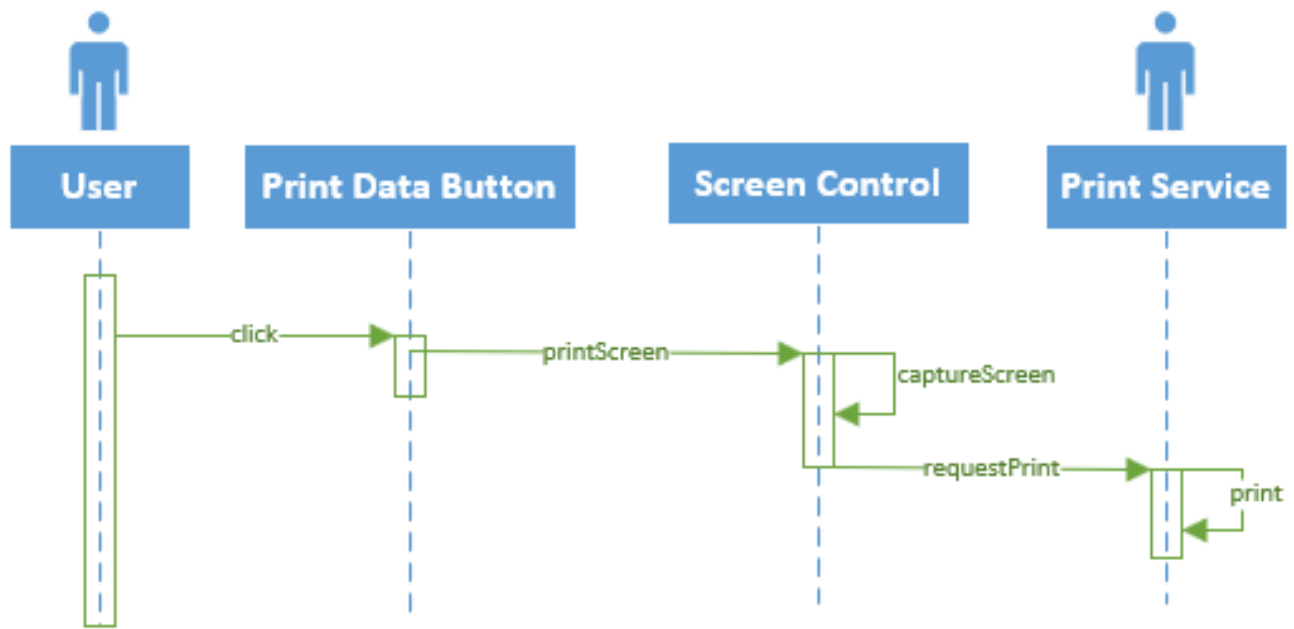 User
Print Data Button
Screen Control
Print Service
click
printScreen
captureScreen
requestPrint
print